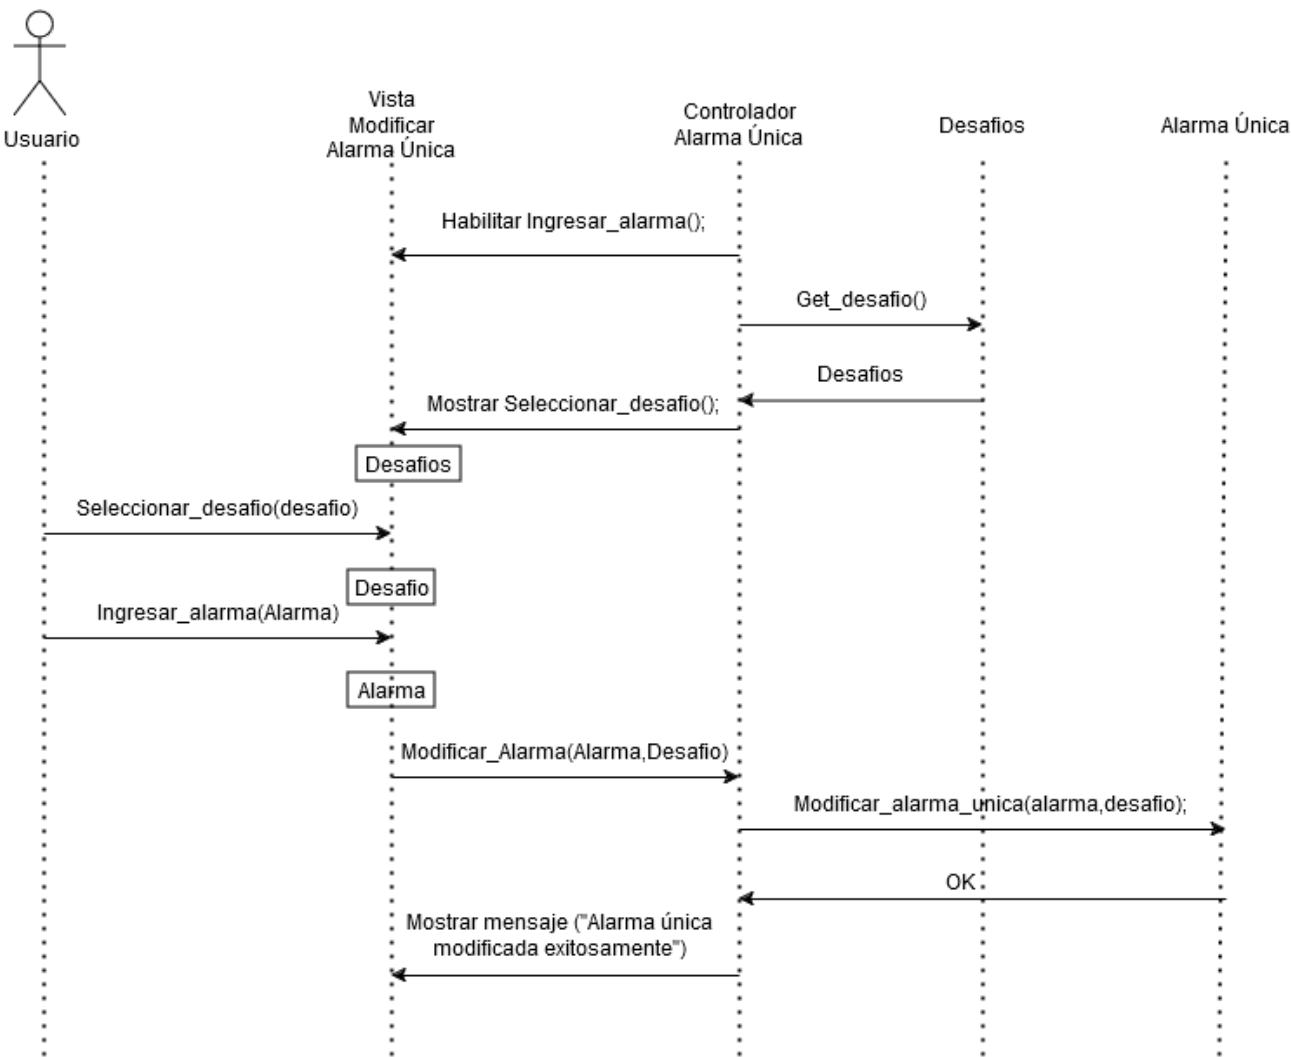 Usuario
Vista
Modificar
Alarma Única
Controlador
Alarma Única
Desafios
Alarma Única
Habilitar Ingresar_alarma();
Get_desafio()
Desafios
Mostrar Seleccionar_desafio();
Desafios
Seleccionar_desafio(desafio)
Desafio
Ingresar_alarma(Alarma)
Alarma
Modificar_Alarma(Alarma,Desafio)
Modificar_alarma_unica(alarma,desafio);
OK
Mostrar mensaje ("Alarma única
modificada exitosamente")